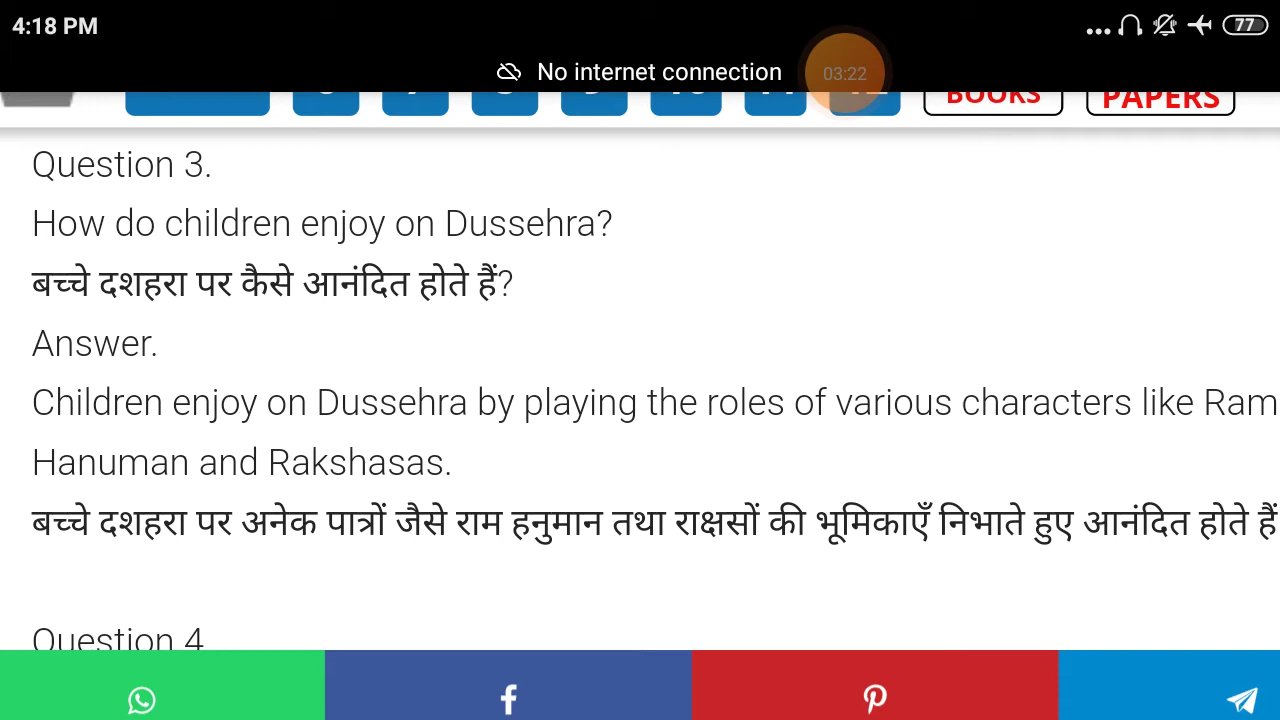 4:18 PM
77
No internet connection
03:22
BOOKS
PAPERS
Question 3.
How do children enjoy on Dussehra?
बच्चे दशहरा पर कैसे आनंदित होते हैं?
Answer.
Children enjoy on Dussehra by playing the roles of various characters like Ram
Hanuman and Rakshasas.
बच्चे दशहरा पर अनेक पात्रों जैसे राम हनुमान तथा राक्षसों की भूमिकाएँ निभाते हुए आनंदित होते हैं
Question 4